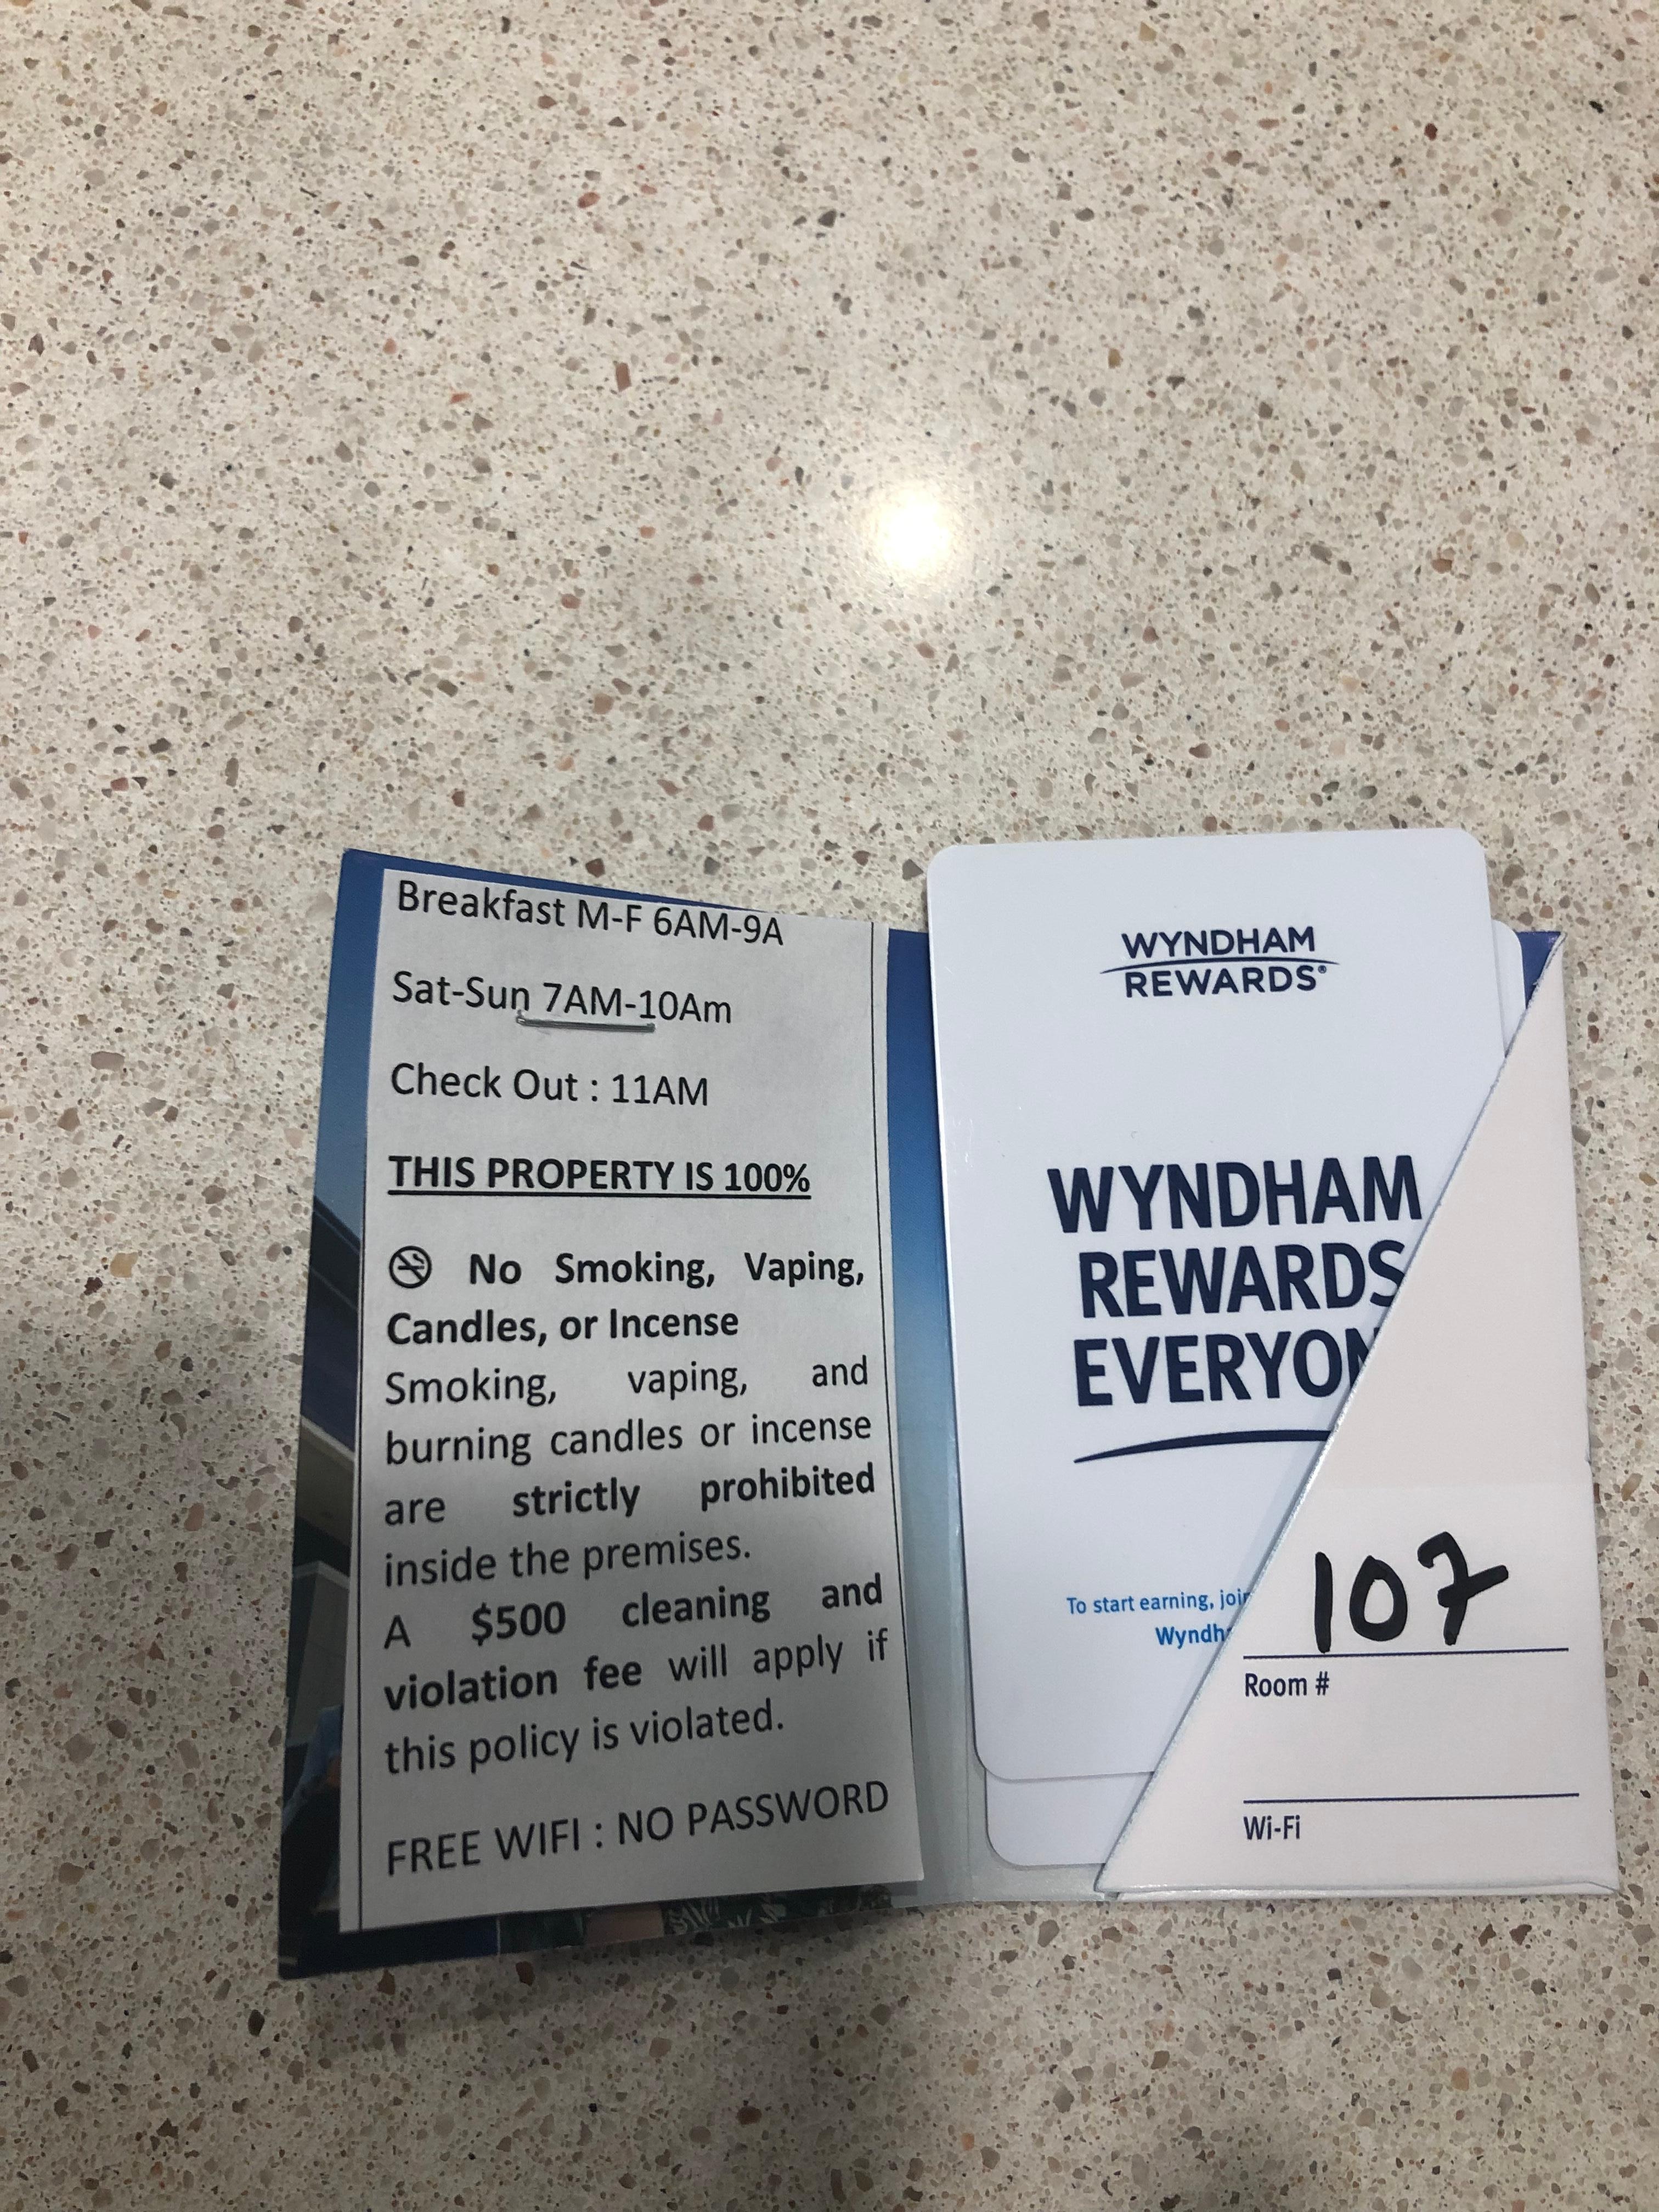 Breakfast M-F 6AM-9A
Sat-Sun 7AM-10Am
Check Out : 11AM
THIS PROPERTY IS 100%
No Smoking, Vaping,
Candles, or Incense
Smoking, vaping, and
burning candles or incense
are strictly prohibited
inside the premises.
A $500 cleaning and
violation fee will apply if
this policy is violated.
FREE WIFI : NO PASSWORD
WYNDHAM
REWARDS®
WYNDHAM
REWARDS
EVERYON
To start earning, join
Wyndh
107
Room #
Wi-Fi